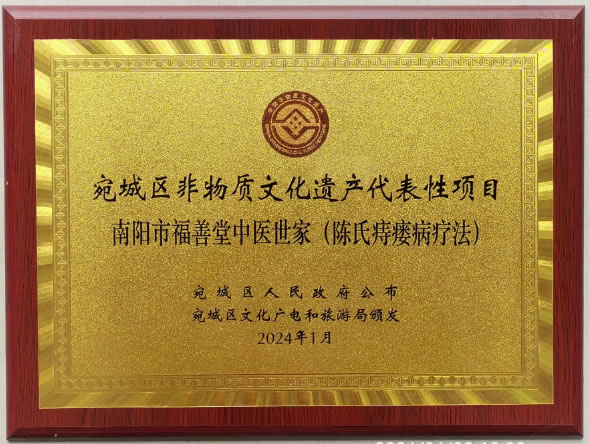 宛城区非物质文化遗产代表性项目
南阳市福善堂中医世家（陈氏痔瘘病疗法）
宛城区人民政府公布
宛城区文化广电和旅游局颁发
2024年1月